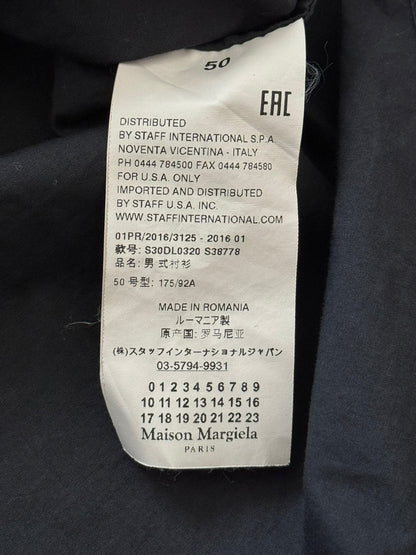 50
EAC
DISTRIBUTED
BY STAFF INTERNATIONAL S.P.A.
NOVENTA VICENTINA - ITALY
PH 0444 784500 FAX 0444 784580
FOR U.S.A. ONLY
IMPORTED AND DISTRIBUTED
BY STAFF U.S.A. INC.
WWW.STAFFINTERNATIONAL.COM
01PR/2016/3125 - 2016 01
款号: S30DL0320 S38778
品名: 男式衬衫
50 号型: 175/92A
MADE IN ROMANIA
ルーマニア製
原产国: 罗马尼亚
(株)スタッフインターナショナルジャパン
03-5794-9931
0 1 2 3 4 5 6 7 8 9
10 11 12 13 14 15 16
17 18 19 20 21 22 23
Maison Margiela
PARIS